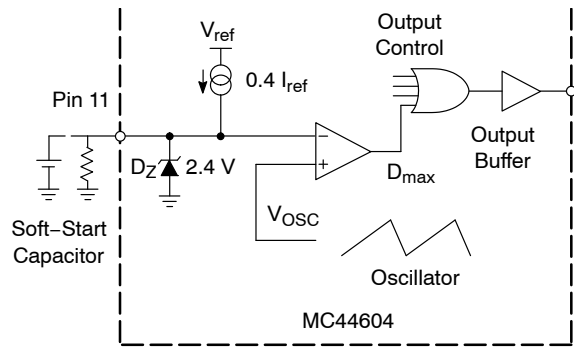 V_ref
Output
Control
0.4 I_ref
Pin 11
−
+
D_Z 2.4 V
D_max
Output
Buffer
V_OSC
Soft−Start
Capacitor
Oscillator
MC44604